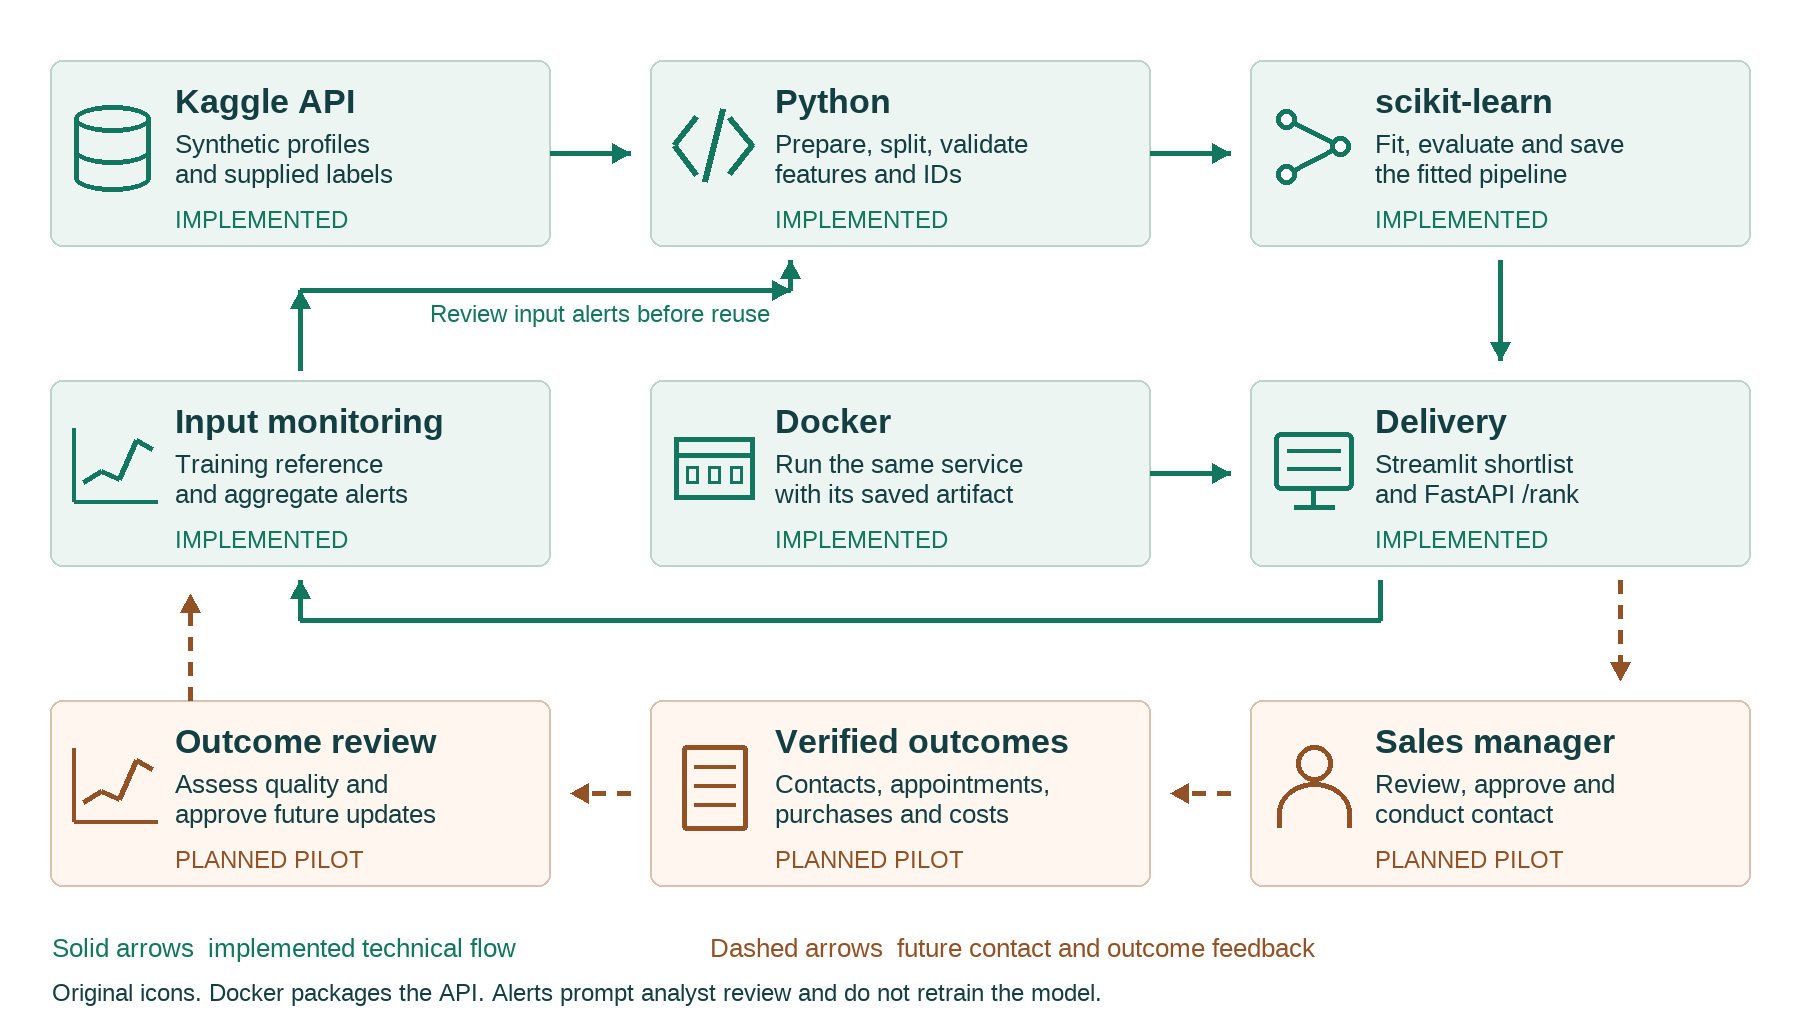 Kaggle API
Synthetic profiles
and supplied labels
IMPLEMENTED
Python
Prepare, split, validate
features and IDs
IMPLEMENTED
scikit-learn
Fit, evaluate and save
the fitted pipeline
IMPLEMENTED
Review input alerts before reuse
Input monitoring
Training reference
and aggregate alerts
IMPLEMENTED
Docker
Run the same service
with its saved artifact
IMPLEMENTED
Delivery
Streamlit shortlist
and FastAPI /rank
IMPLEMENTED
Outcome review
Assess quality and
approve future updates
PLANNED PILOT
Verified outcomes
Contacts, appointments,
purchases and costs
PLANNED PILOT
Sales manager
Review, approve and
conduct contact
PLANNED PILOT
Solid arrows  implemented technical flow
Dashed arrows  future contact and outcome feedback
Original icons. Docker packages the API. Alerts prompt analyst review and do not retrain the model.